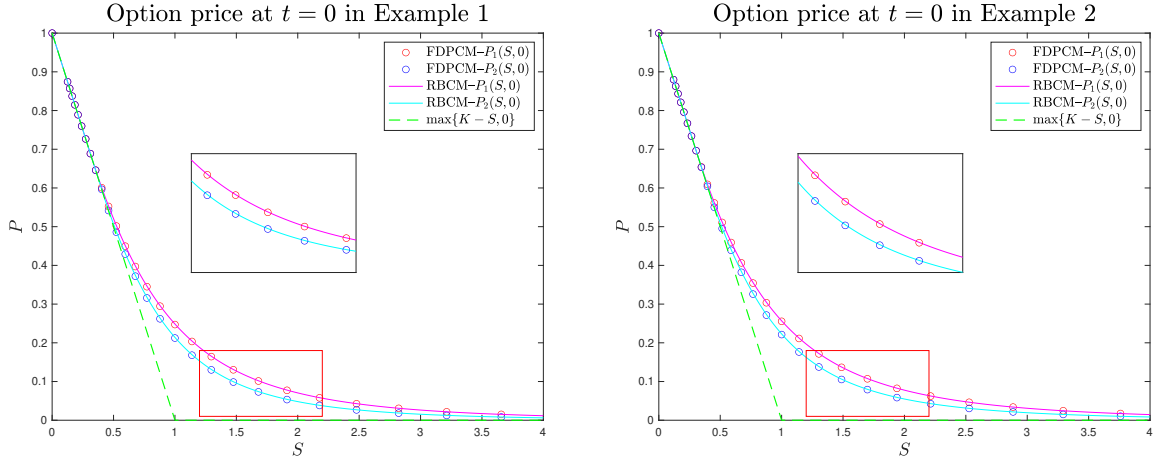 Option price at t = 0 in Example 1
1
0.9
0.8
0.7
0.6
0.5
0.4
0.3
0.2
0.1
0
P
0
0.5
1
1.5
2
2.5
3
3.5
4
S
FDPCM–P₁(S, 0)
FDPCM–P₂(S, 0)
RBCM–P₁(S, 0)
RBCM–P₂(S, 0)
max{K − S, 0}
Option price at t = 0 in Example 2
1
0.9
0.8
0.7
0.6
0.5
0.4
0.3
0.2
0.1
0
P
0
0.5
1
1.5
2
2.5
3
3.5
4
S
FDPCM–P₁(S, 0)
FDPCM–P₂(S, 0)
RBCM–P₁(S, 0)
RBCM–P₂(S, 0)
max{K − S, 0}